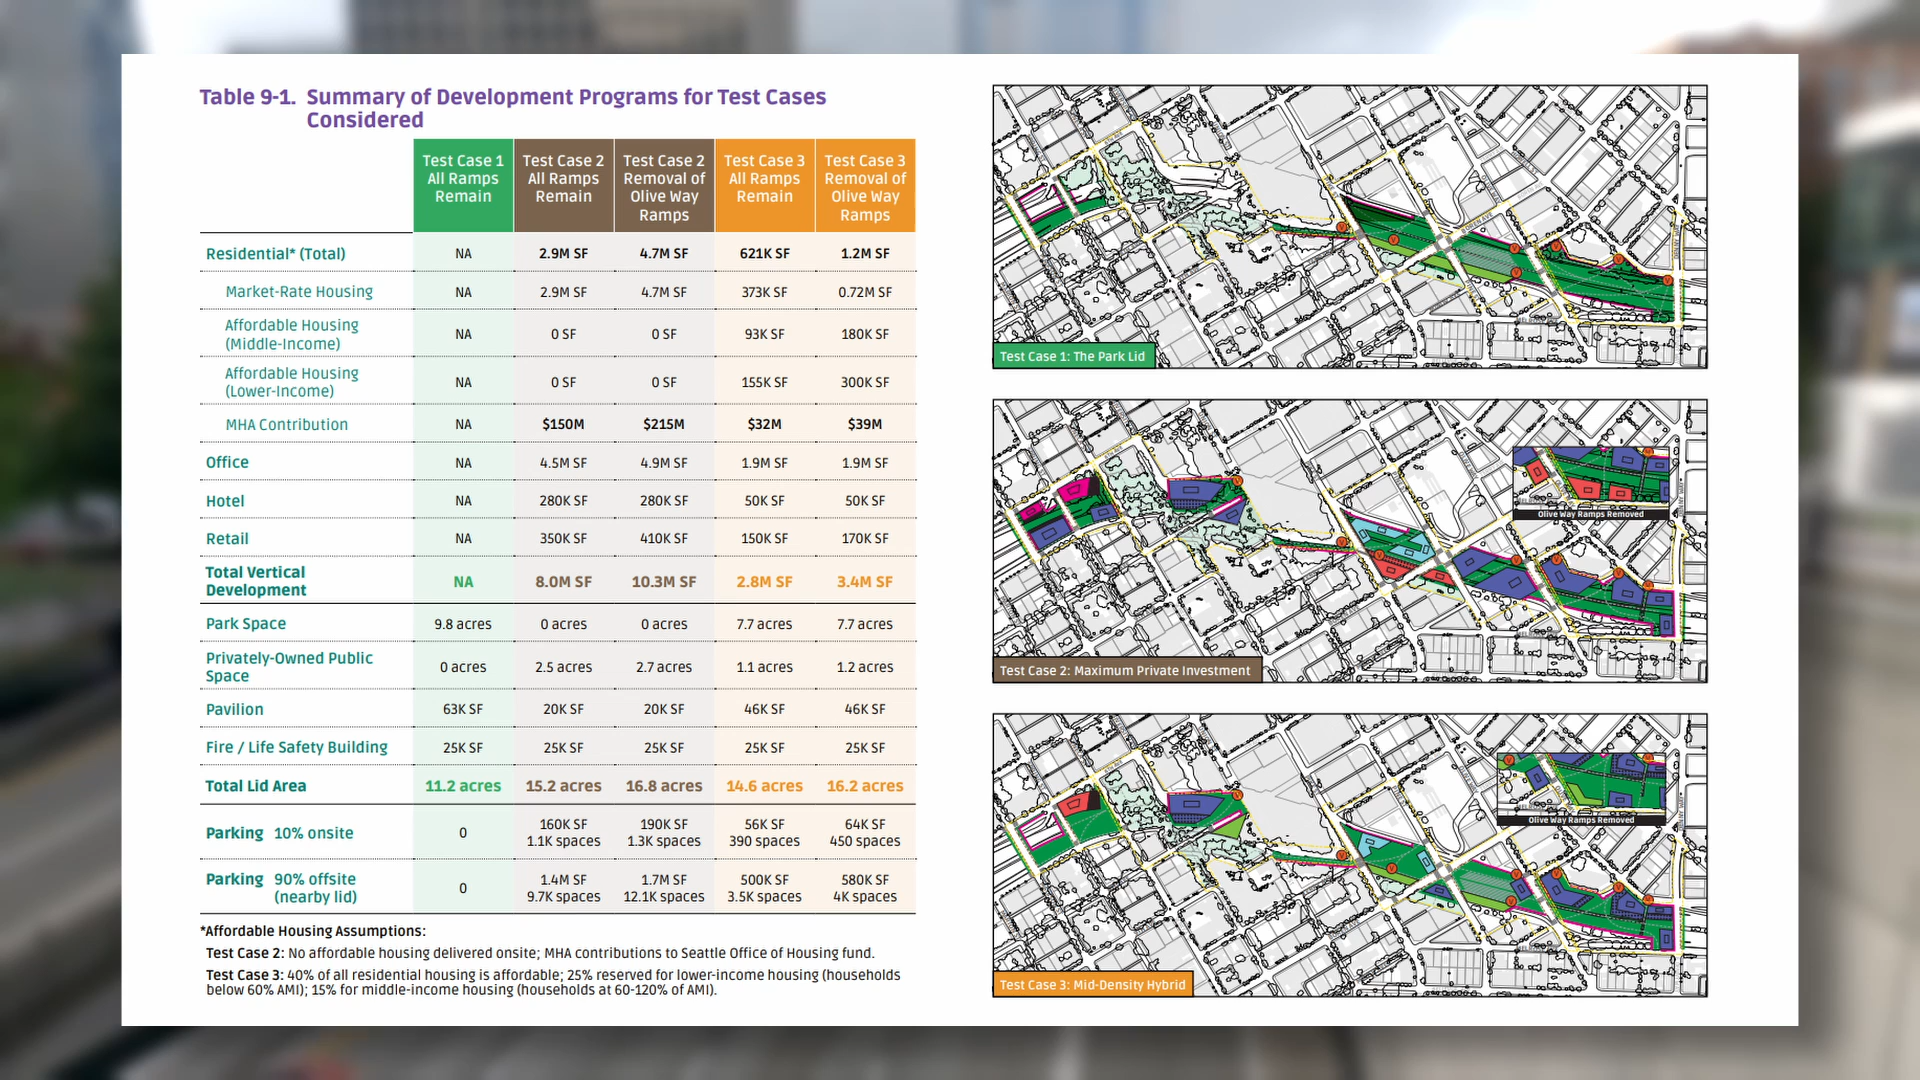 Table 9-1. Summary of Development Programs for Test Cases
Considered
Test Case 1
All Ramps
Remain
Test Case 2
All Ramps
Remain
Test Case 2
Removal of
Olive Way
Ramps
Test Case 3
All Ramps
Remain
Test Case 3
Removal of
Olive Way
Ramps
Residential* (Total) NA 2.9M SF 4.7M SF 621K SF 1.2M SF
Market-Rate Housing NA 2.9M SF 4.7M SF 373K SF 0.72M SF
Affordable Housing
(Middle-Income)
NA 0 SF 0 SF 93K SF 180K SF
Affordable Housing
(Lower-Income)
NA 0 SF 0 SF 155K SF 300K SF
MHA Contribution NA $150M $215M $32M $39M
Office NA 4.5M SF 4.9M SF 1.9M SF 1.9M SF
Hotel NA 280K SF 280K SF 50K SF 50K SF
Retail NA 350K SF 410K SF 150K SF 170K SF
Total Vertical
Development
NA 8.0M SF 10.3M SF 2.8M SF 3.4M SF
Park Space 9.8 acres 0 acres 0 acres 7.7 acres 7.7 acres
Privately-Owned Public
Space
0 acres 2.5 acres 2.7 acres 1.1 acres 1.2 acres
Pavilion 63K SF 20K SF 20K SF 46K SF 46K SF
Fire / Life Safety Building 25K SF 25K SF 25K SF 25K SF 25K SF
Total Lid Area 11.2 acres 15.2 acres 16.8 acres 14.6 acres 16.2 acres
Parking 10% onsite
0
160K SF 190K SF 56K SF 64K SF
1.1K spaces 1.3K spaces 390 spaces 450 spaces
Parking 90% offsite
(nearby lid)
0
1.4M SF 1.7M SF 500K SF 580K SF
9.7K spaces 12.1K spaces 3.5K spaces 4K spaces
*Affordable Housing Assumptions:
Test Case 2: No affordable housing delivered onsite; MHA contributions to Seattle Office of Housing fund.
Test Case 3: 40% of all residential housing is affordable; 25% reserved for lower-income housing (households
below 60% AMI); 15% for middle-income housing (households at 60-120% of AMI).
Test Case 1: The Park Lid
Olive Way Ramps Removed
Test Case 2: Maximum Private Investment
Olive Way Ramps Removed
Test Case 3: Mid-Density Hybrid